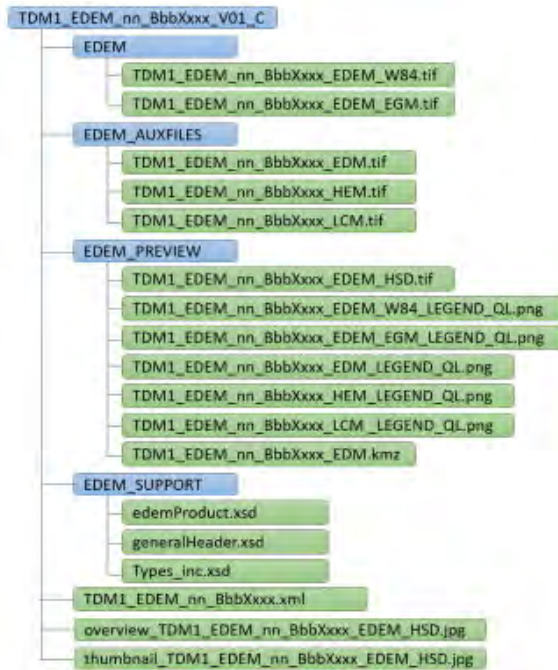 TDM1_EDEM_nn_BbbXxxx_V01_C
EDEM
TDM1_EDEM_nn_BbbXxxx_EDEM_W84.tif
TDM1_EDEM_nn_BbbXxxx_EDEM_EGM.tif
EDEM_AUXFILES
TDM1_EDEM_nn_BbbXxxx_EDM.tif
TDM1_EDEM_nn_BbbXxxx_HEM.tif
TDM1_EDEM_nn_BbbXxxx_LCM.tif
EDEM_PREVIEW
TDM1_EDEM_nn_BbbXxxx_EDEM_HSD.tif
TDM1_EDEM_nn_BbbXxxx_EDEM_W84_LEGEND_QL.png
TDM1_EDEM_nn_BbbXxxx_EDEM_EGM_LEGEND_QL.png
TDM1_EDEM_nn_BbbXxxx_EDM_LEGEND_QL.png
TDM1_EDEM_nn_BbbXxxx_HEM_LEGEND_QL.png
TDM1_EDEM_nn_BbbXxxx_LCM _LEGEND_QL.png
TDM1_EDEM_nn_BbbXxxx_EDM.kmz
EDEM_SUPPORT
edemProduct.xsd
generalHeader.xsd
Types_inc.xsd
TDM1_EDEM_nn_BbbXxxx.xml
overview_TDM1_EDEM_nn_BbbXxxx_EDEM_HSD.jpg
thumbnail_TDM1_EDEM_nn_BbbXxxx_EDEM_HSD.jpg